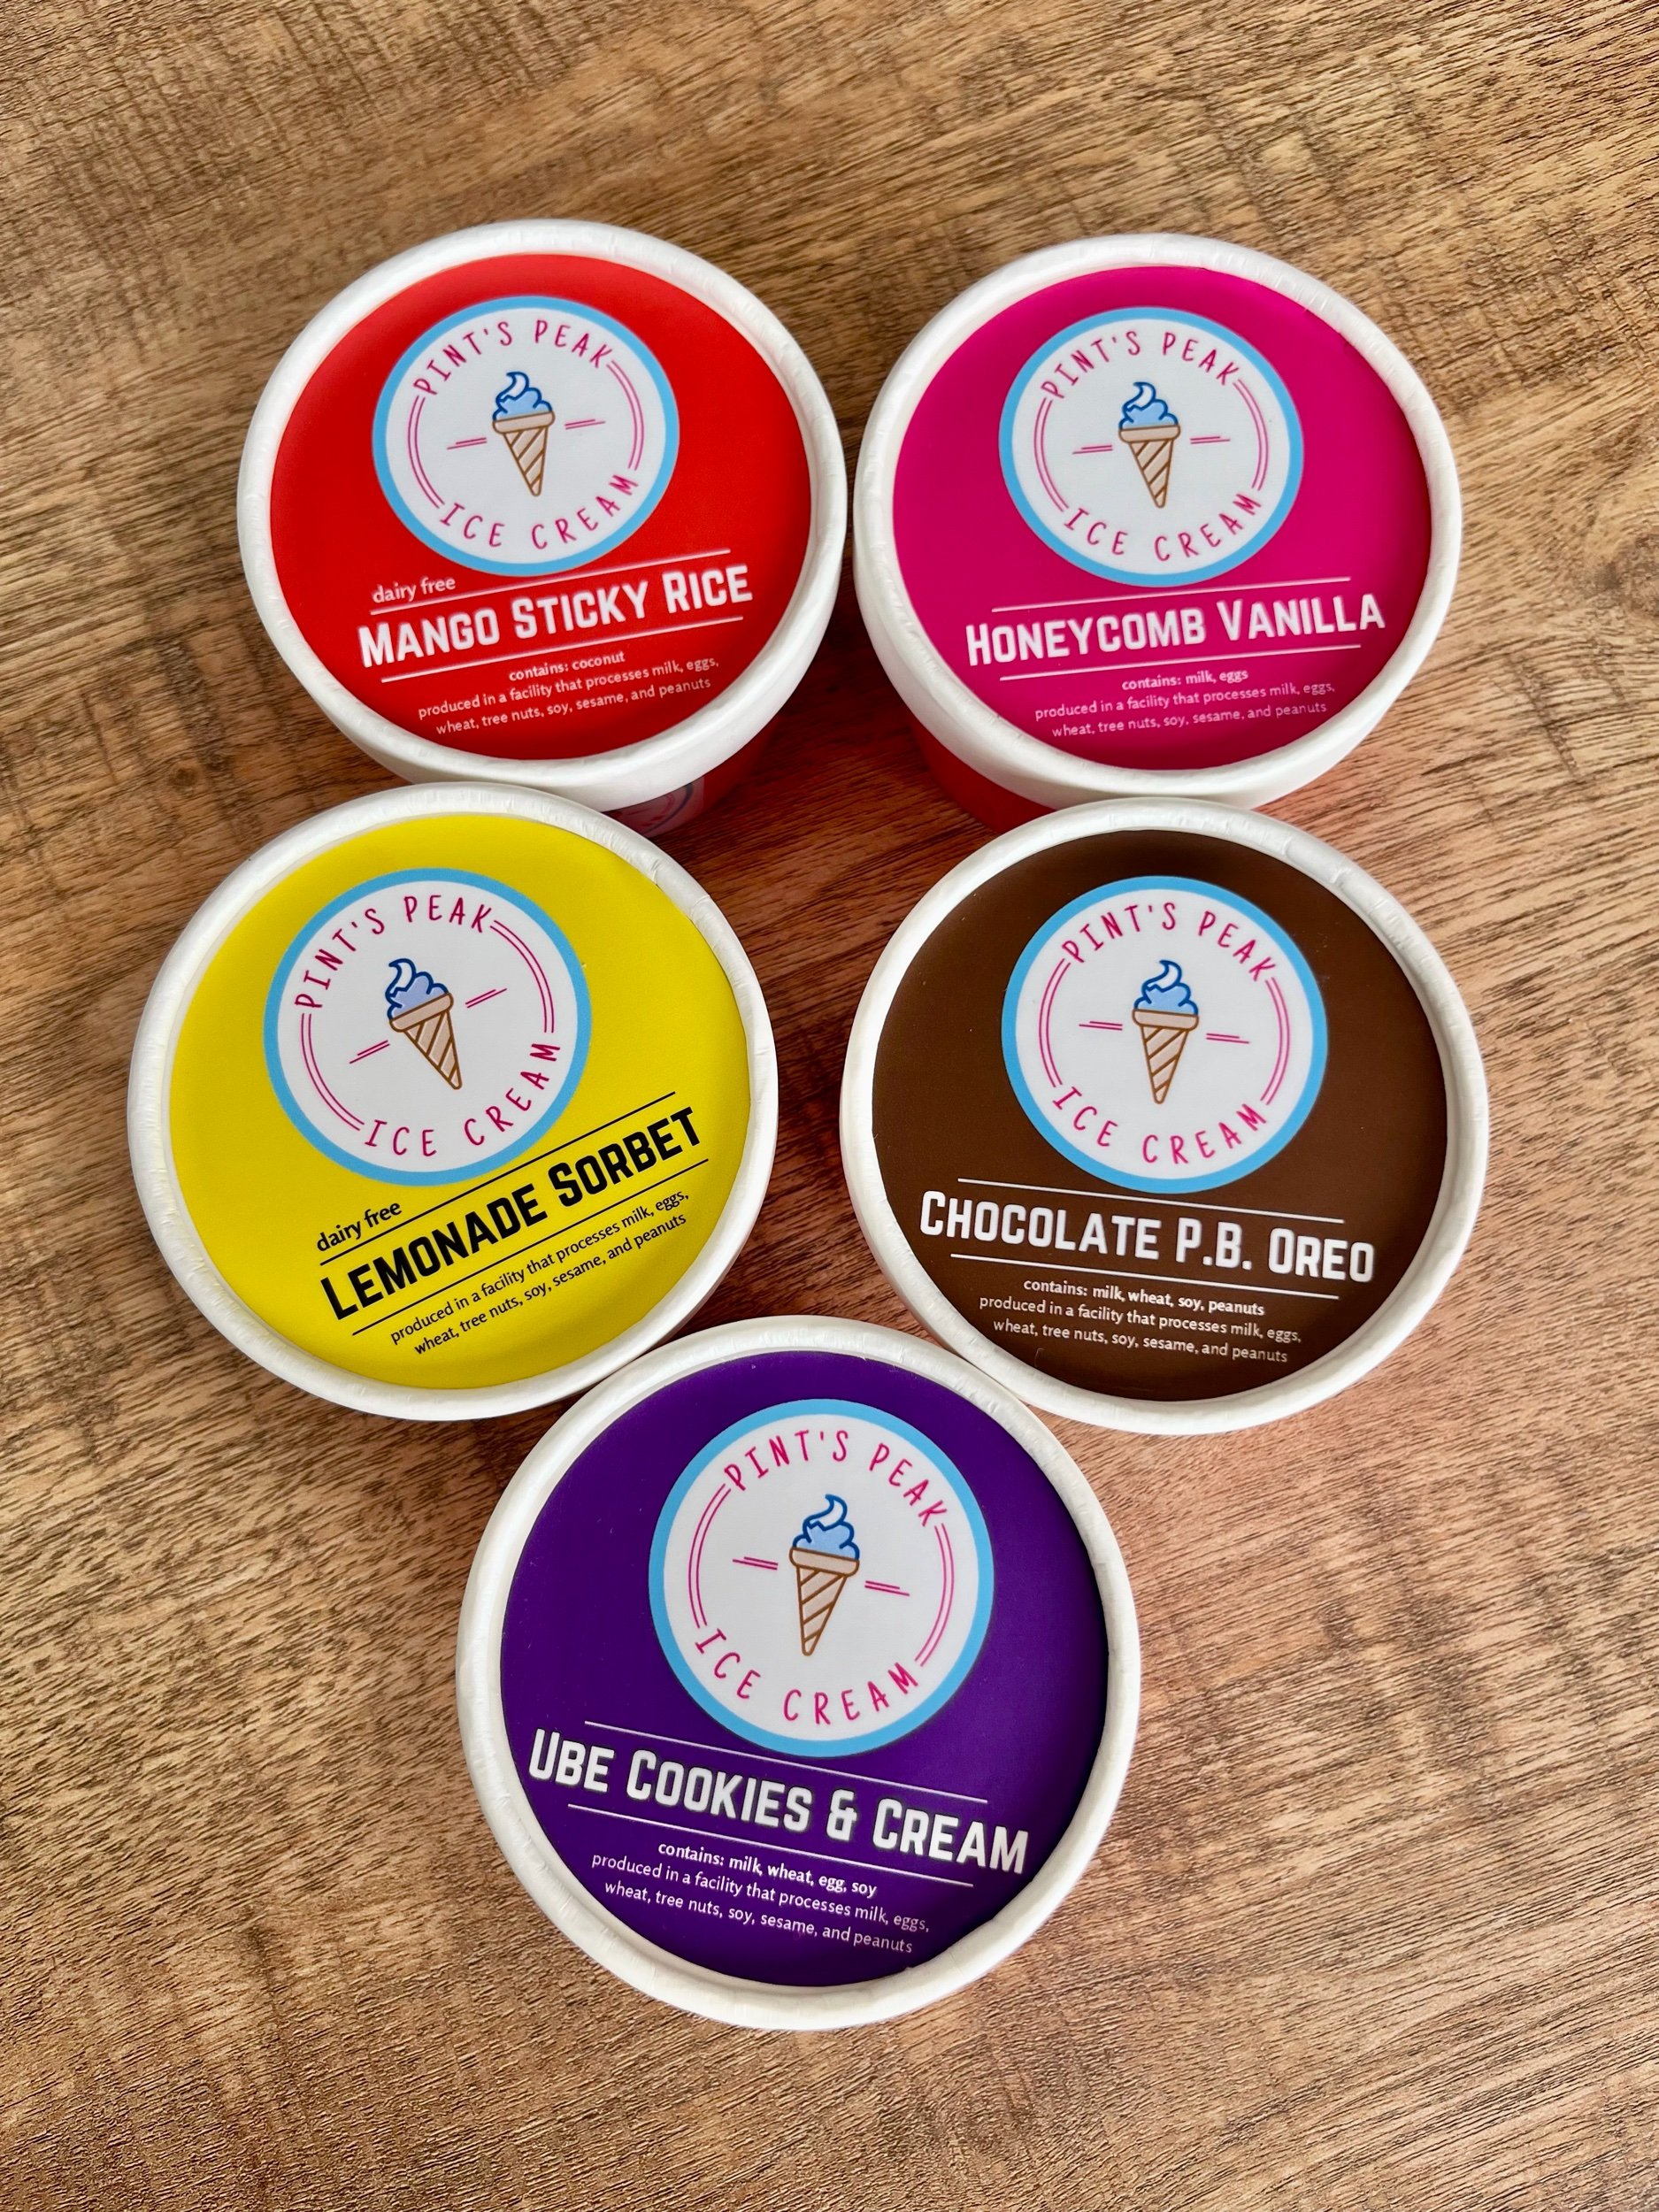 PINT'S PEAK
ICE CREAM
dairy free
MANGO STICKY RICE
contains: coconut
produced in a facility that processes milk, eggs,
wheat, tree nuts, soy, sesame, and peanuts
PINT'S PEAK
ICE CREAM
HONEYCOMB VANILLA
contains: milk, eggs
produced in a facility that processes milk, eggs,
wheat, tree nuts, soy, sesame, and peanuts
PINT'S PEAK
ICE CREAM
dairy free
LEMONADE SORBET
produced in a facility that processes milk, eggs,
wheat, tree nuts, soy, sesame, and peanuts
PINT'S PEAK
ICE CREAM
CHOCOLATE P.B. OREO
contains: milk, wheat, soy, peanuts
produced in a facility that processes milk, eggs,
wheat, tree nuts, soy, sesame, and peanuts
PINT'S PEAK
ICE CREAM
UBE COOKIES & CREAM
contains: milk, wheat, egg, soy
produced in a facility that processes milk, eggs,
wheat, tree nuts, soy, sesame, and peanuts